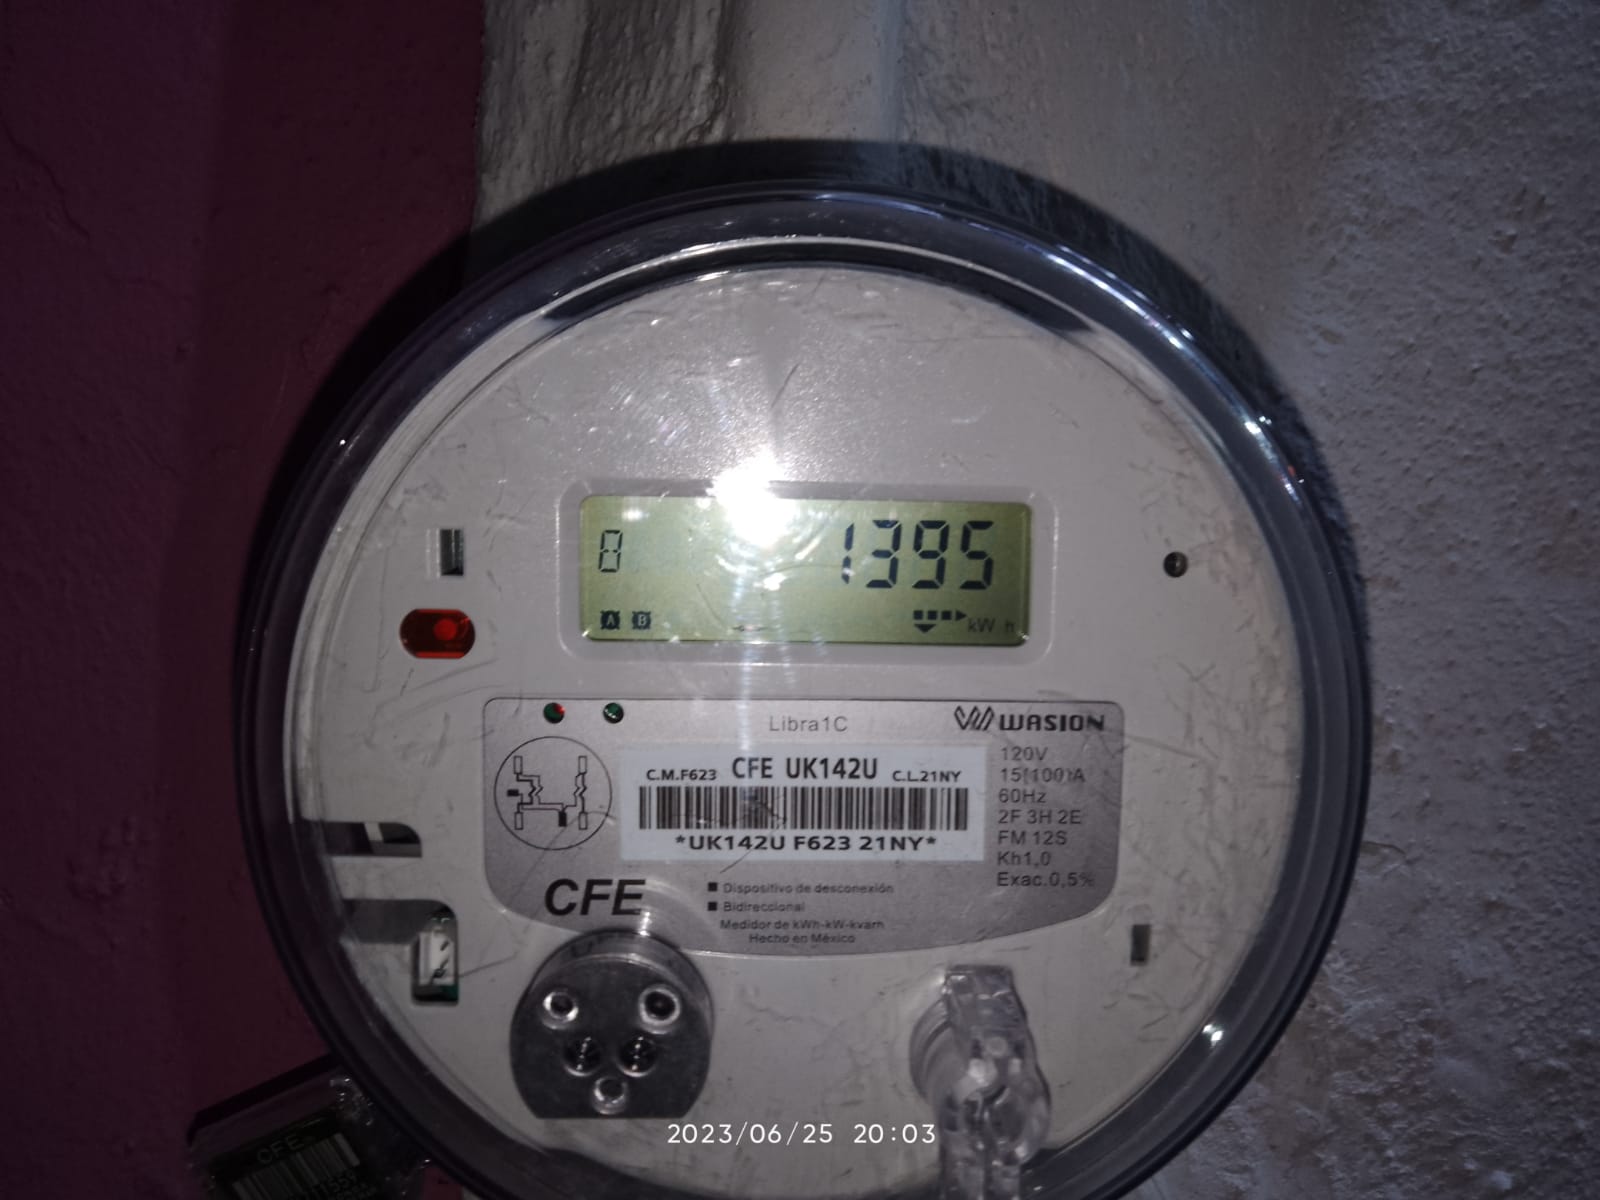 8 1395
A B kW h
Libra1C WASION
C.M.F623 CFE UK142U C.L.21NY
*UK142U F623 21NY*
120V
15(100)A
60Hz
2F 3H 2E
FM 12S
Kh1,0
Exac.0,5%
CFE
Dispositivo de desconexión
Bidireccional
Medidor de kWh-kW-kvarh
Hecho en México
CFE
2023/06/25 20:03